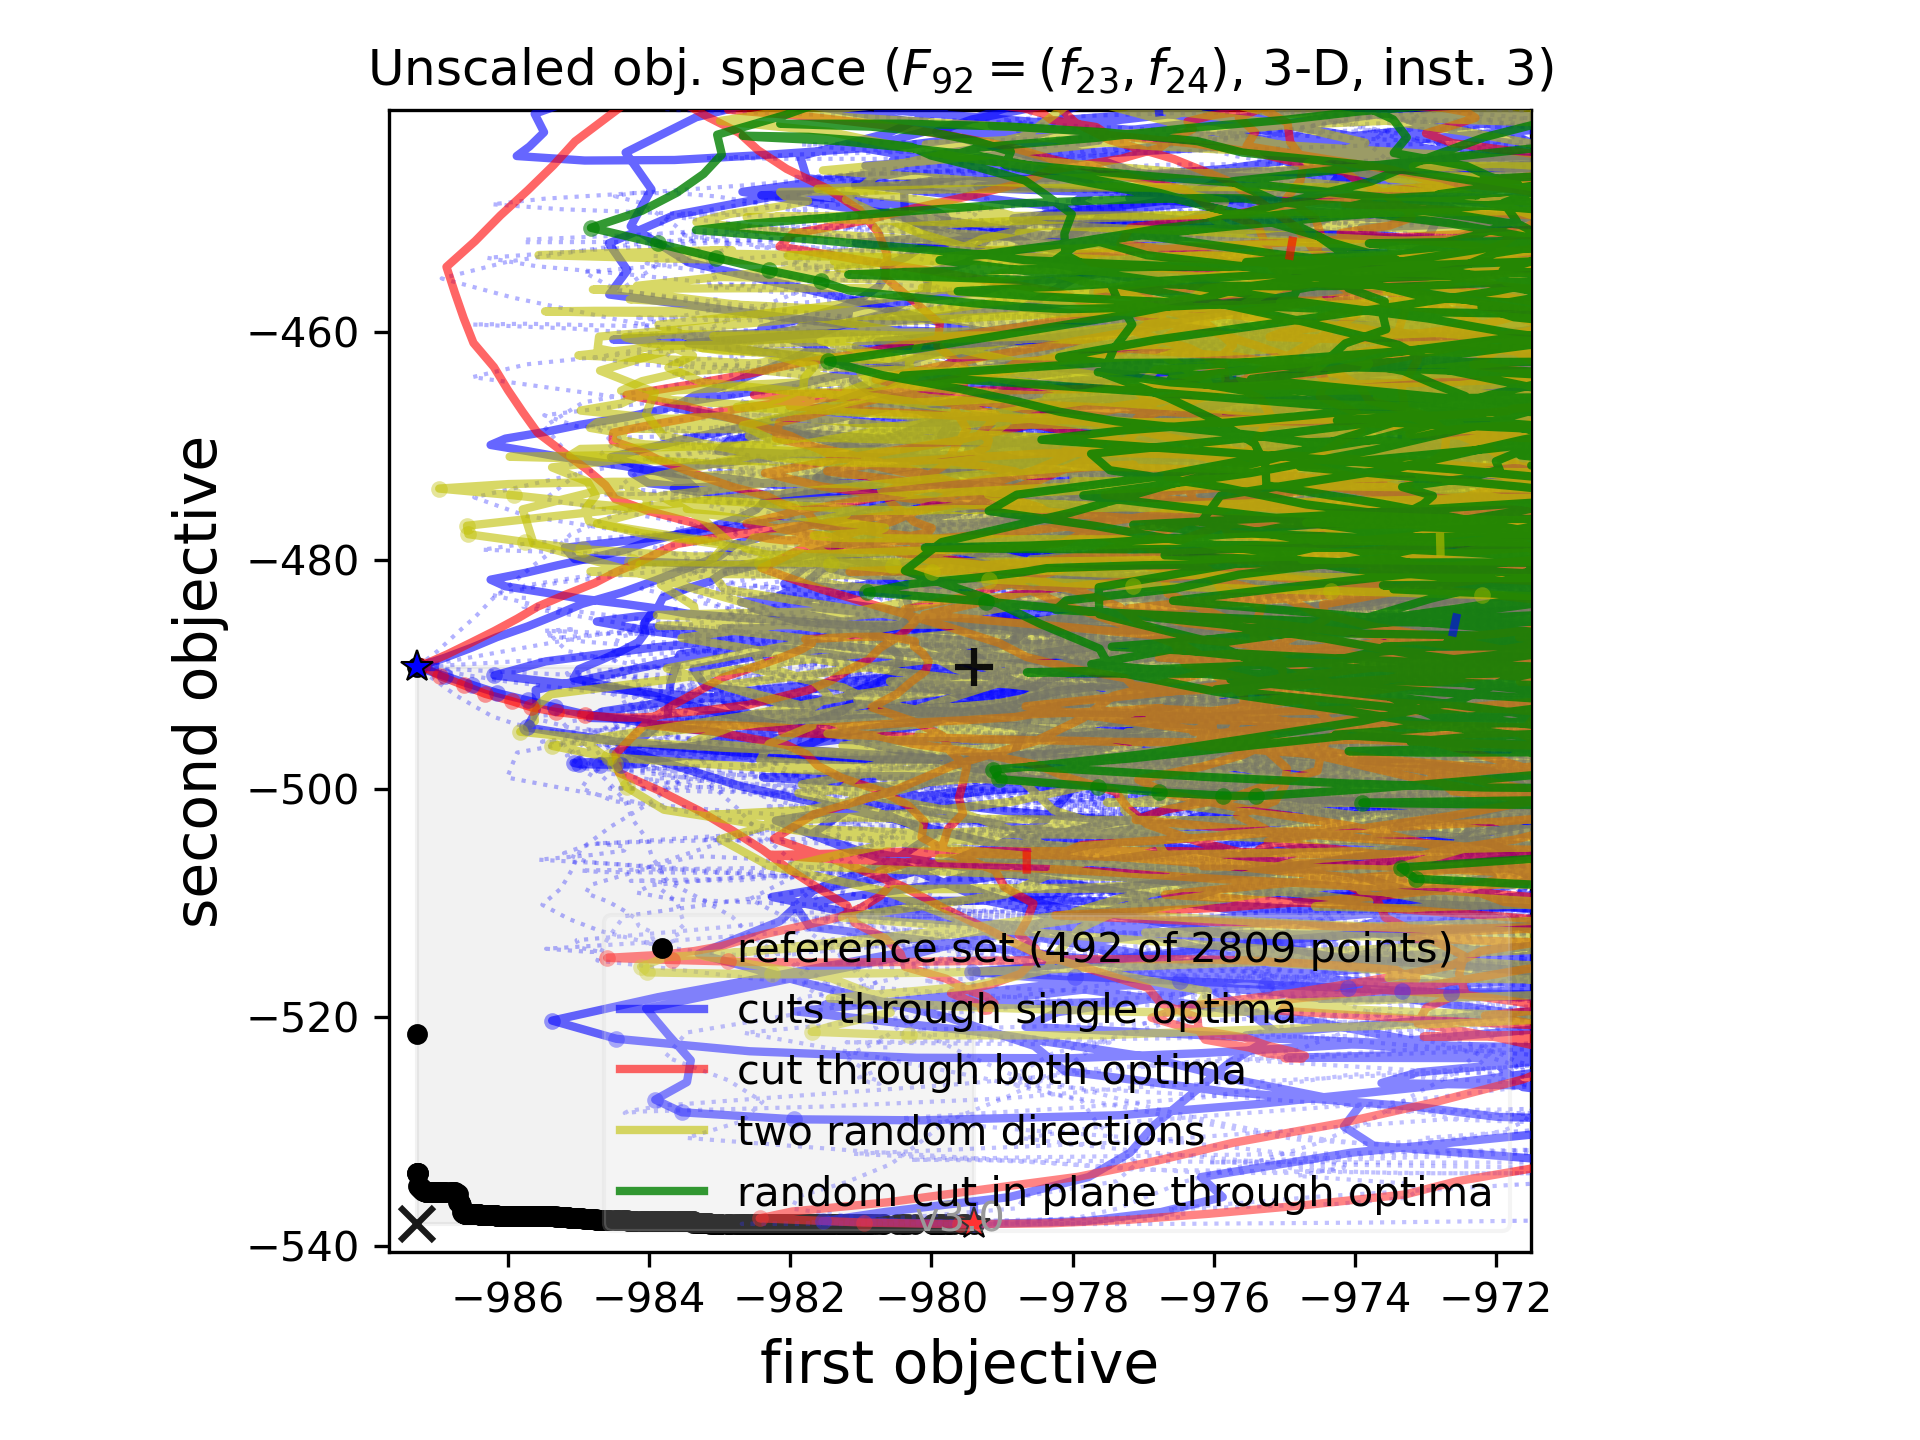 Unscaled obj. space (F₉₂ = (f₂₃, f₂₄), 3-D, inst. 3)
second objective
−460
−480
−500
−520
−540
reference set (492 of 2809 points)
cuts through single optima
cut through both optima
two random directions
random cut in plane through optima
v3.0
−986 −984 −982 −980 −978 −976 −974 −972
first objective